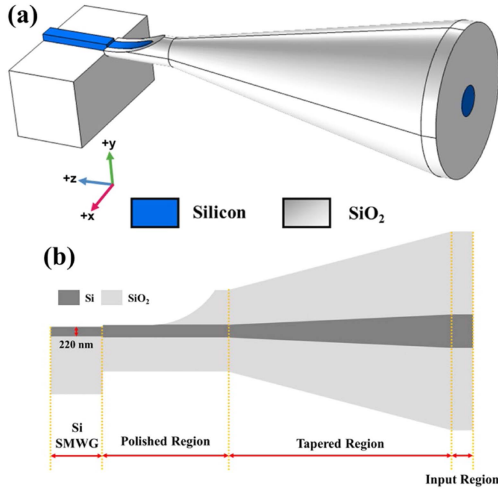 (a)
+y
+z
+x
Silicon
SiO₂
(b)
Si
SiO₂
220 nm
Si
SMWG
Polished Region
Tapered Region
Input Region